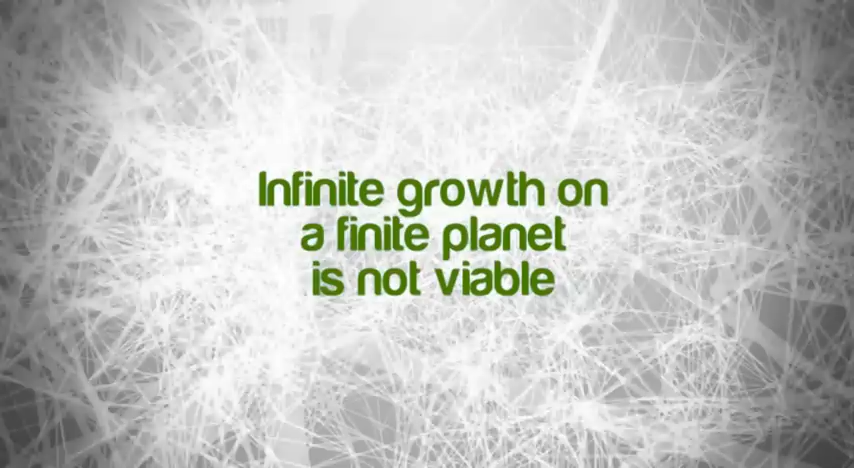 Infinite growth on
a finite planet
is not viable